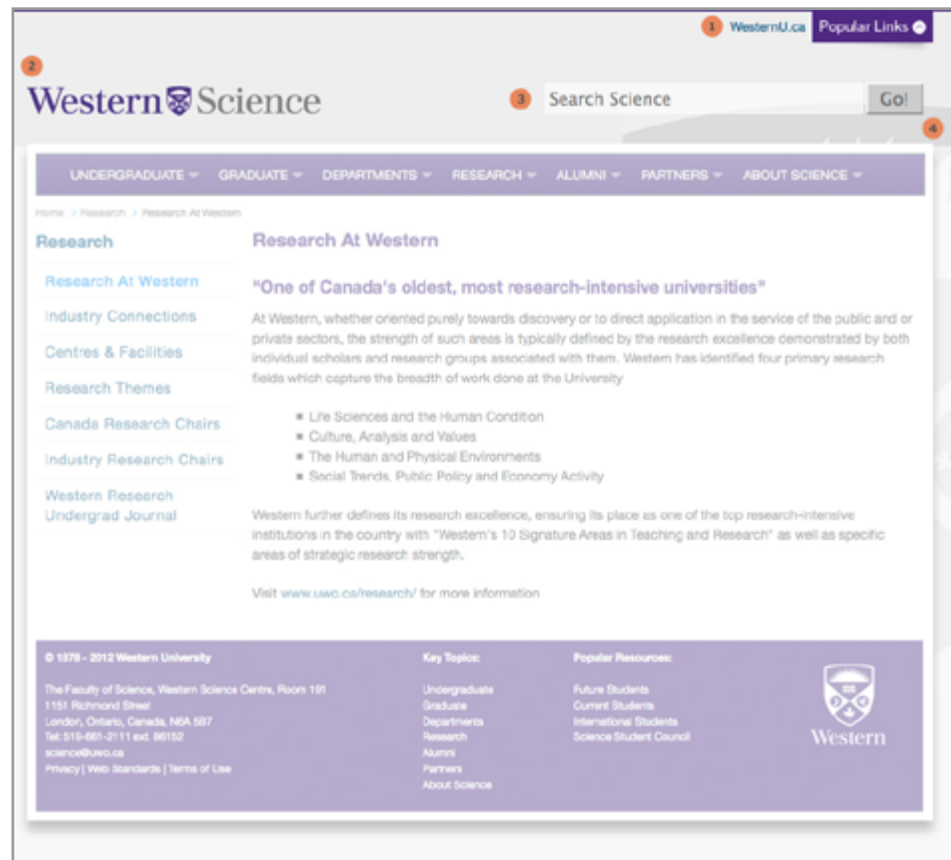 1 WesternU.ca Popular Links
2
Western Science
3 Search Science Go!
4
UNDERGRADUATE GRADUATE DEPARTMENTS RESEARCH ALUMNI PARTNERS ABOUT SCIENCE
Home > Research > Research At Western
Research
Research At Western
Industry Connections
Centres & Facilities
Research Themes
Canada Research Chairs
Industry Research Chairs
Western Research
Undergrad Journal
Research At Western
"One of Canada's oldest, most research-intensive universities"
At Western, whether oriented purely towards discovery or to direct application in the service of the public and or
private sectors, the strength of such areas is typically defined by the research excellence demonstrated by both
individual scholars and research groups associated with them. Western has identified four primary research
fields which capture the breadth of work done at the University
Life Sciences and the Human Condition
Culture, Analysis and Values
The Human and Physical Environments
Social Trends, Public Policy and Economy Activity
Western further defines its research excellence, ensuring its place as one of the top research-intensive
institutions in the country with "Western's 10 Signature Areas in Teaching and Research" as well as specific
areas of strategic research strength.
Visit www.uwo.ca/research/ for more information
© 1878 - 2012 Western University
The Faculty of Science, Western Science Centre, Room 191
1151 Richmond Street
London, Ontario, Canada, N6A 5B7
Tel: 519-661-2111 ext. 86152
science@uwo.ca
Privacy | Web Standards | Terms of Use
Key Topics:
Undergraduate
Graduate
Departments
Research
Alumni
Partners
About Science
Popular Resources:
Future Students
Current Students
International Students
Science Student Council
Western